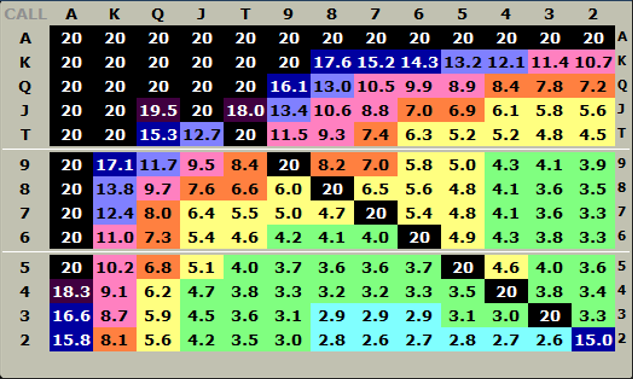 CALL A K Q J T 9 8 7 6 5 4 3 2
A 20 20 20 20 20 20 20 20 20 20 20 20 20 A
K 20 20 20 20 20 20 17.6 15.2 14.3 13.2 12.1 11.4 10.7 K
Q 20 20 20 20 20 16.1 13.0 10.5 9.9 8.9 8.4 7.8 7.2 Q
J 20 20 19.5 20 18.0 13.4 10.6 8.8 7.0 6.9 6.1 5.8 5.6 J
T 20 20 15.3 12.7 20 11.5 9.3 7.4 6.3 5.2 5.2 4.8 4.5 T
9 20 17.1 11.7 9.5 8.4 20 8.2 7.0 5.8 5.0 4.3 4.1 3.9 9
8 20 13.8 9.7 7.6 6.6 6.0 20 6.5 5.6 4.8 4.1 3.6 3.5 8
7 20 12.4 8.0 6.4 5.5 5.0 4.7 20 5.4 4.8 4.1 3.6 3.3 7
6 20 11.0 7.3 5.4 4.6 4.2 4.1 4.0 20 4.9 4.3 3.8 3.3 6
5 20 10.2 6.8 5.1 4.0 3.7 3.6 3.6 3.7 20 4.6 4.0 3.6 5
4 18.3 9.1 6.2 4.7 3.8 3.3 3.2 3.2 3.3 3.5 20 3.8 3.4 4
3 16.6 8.7 5.9 4.5 3.6 3.1 2.9 2.9 2.9 3.1 3.0 20 3.3 3
2 15.8 8.1 5.6 4.2 3.5 3.0 2.8 2.6 2.7 2.8 2.7 2.6 15.0 2